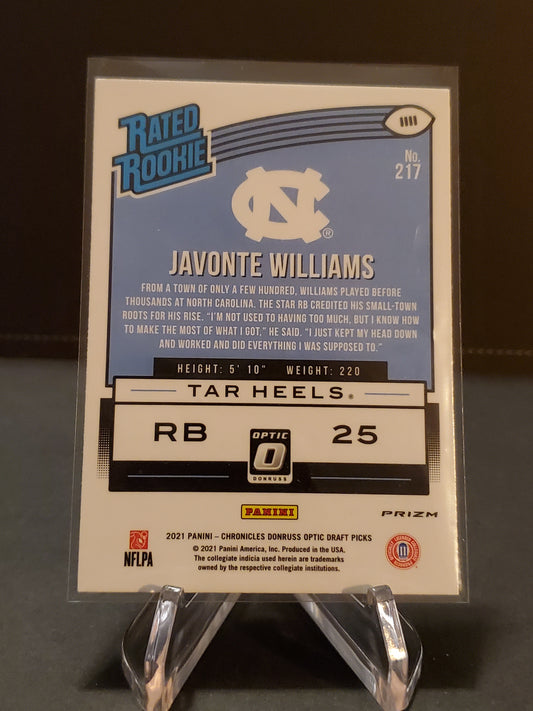 RATED
ROOKIE
No.
217
NC®
JAVONTE WILLIAMS
FROM A TOWN OF ONLY A FEW HUNDRED, WILLIAMS PLAYED BEFORE
THOUSANDS AT NORTH CAROLINA. THE STAR RB CREDITED HIS SMALL-TOWN
ROOTS FOR HIS RISE. "I'M NOT USED TO HAVING TOO MUCH, BUT I KNOW HOW
TO MAKE THE MOST OF WHAT I GOT," HE SAID. "I JUST KEPT MY HEAD DOWN
AND WORKED AND DID EVERYTHING I WAS SUPPOSED TO."
HEIGHT: 5' 10" WEIGHT: 220
TAR HEELS®
RB 25
OPTIC
DONRUSS
PANINI
PRIZM
2021 PANINI – CHRONICLES DONRUSS OPTIC DRAFT PICKS
© 2021 Panini America, Inc. Produced in the USA.
The collegiate indicia used herein are trademarks
owned by the respective collegiate institutions.
NFLPA